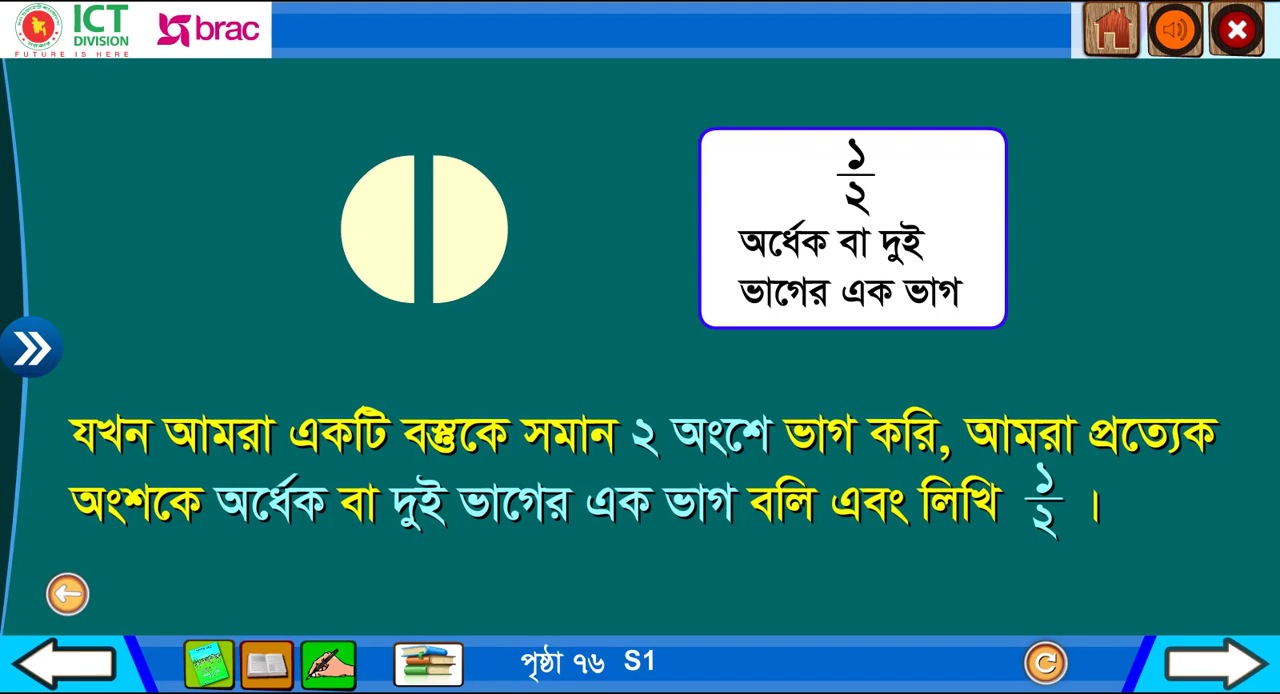 ICT
DIVISION
FUTURE IS HERE
brac
১
২
অর্ধেক বা দুই
ভাগের এক ভাগ
যখন আমরা একটি বস্তুকে সমান ২ অংশে ভাগ করি, আমরা প্রত্যেক
অংশকে অর্ধেক বা দুই ভাগের এক ভাগ বলি এবং লিখি ১/২ ।
পৃষ্ঠা ৭৬ S1